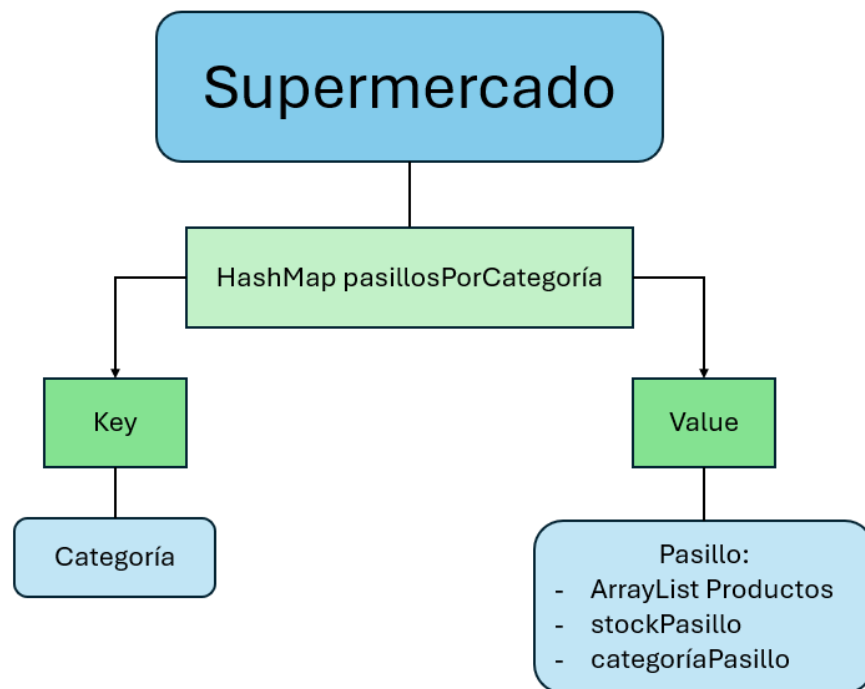 Supermercado
HashMap pasillosPorCategoría
Key
Value
Categoría
Pasillo:
- ArrayList Productos
- stockPasillo
- categoríaPasillo